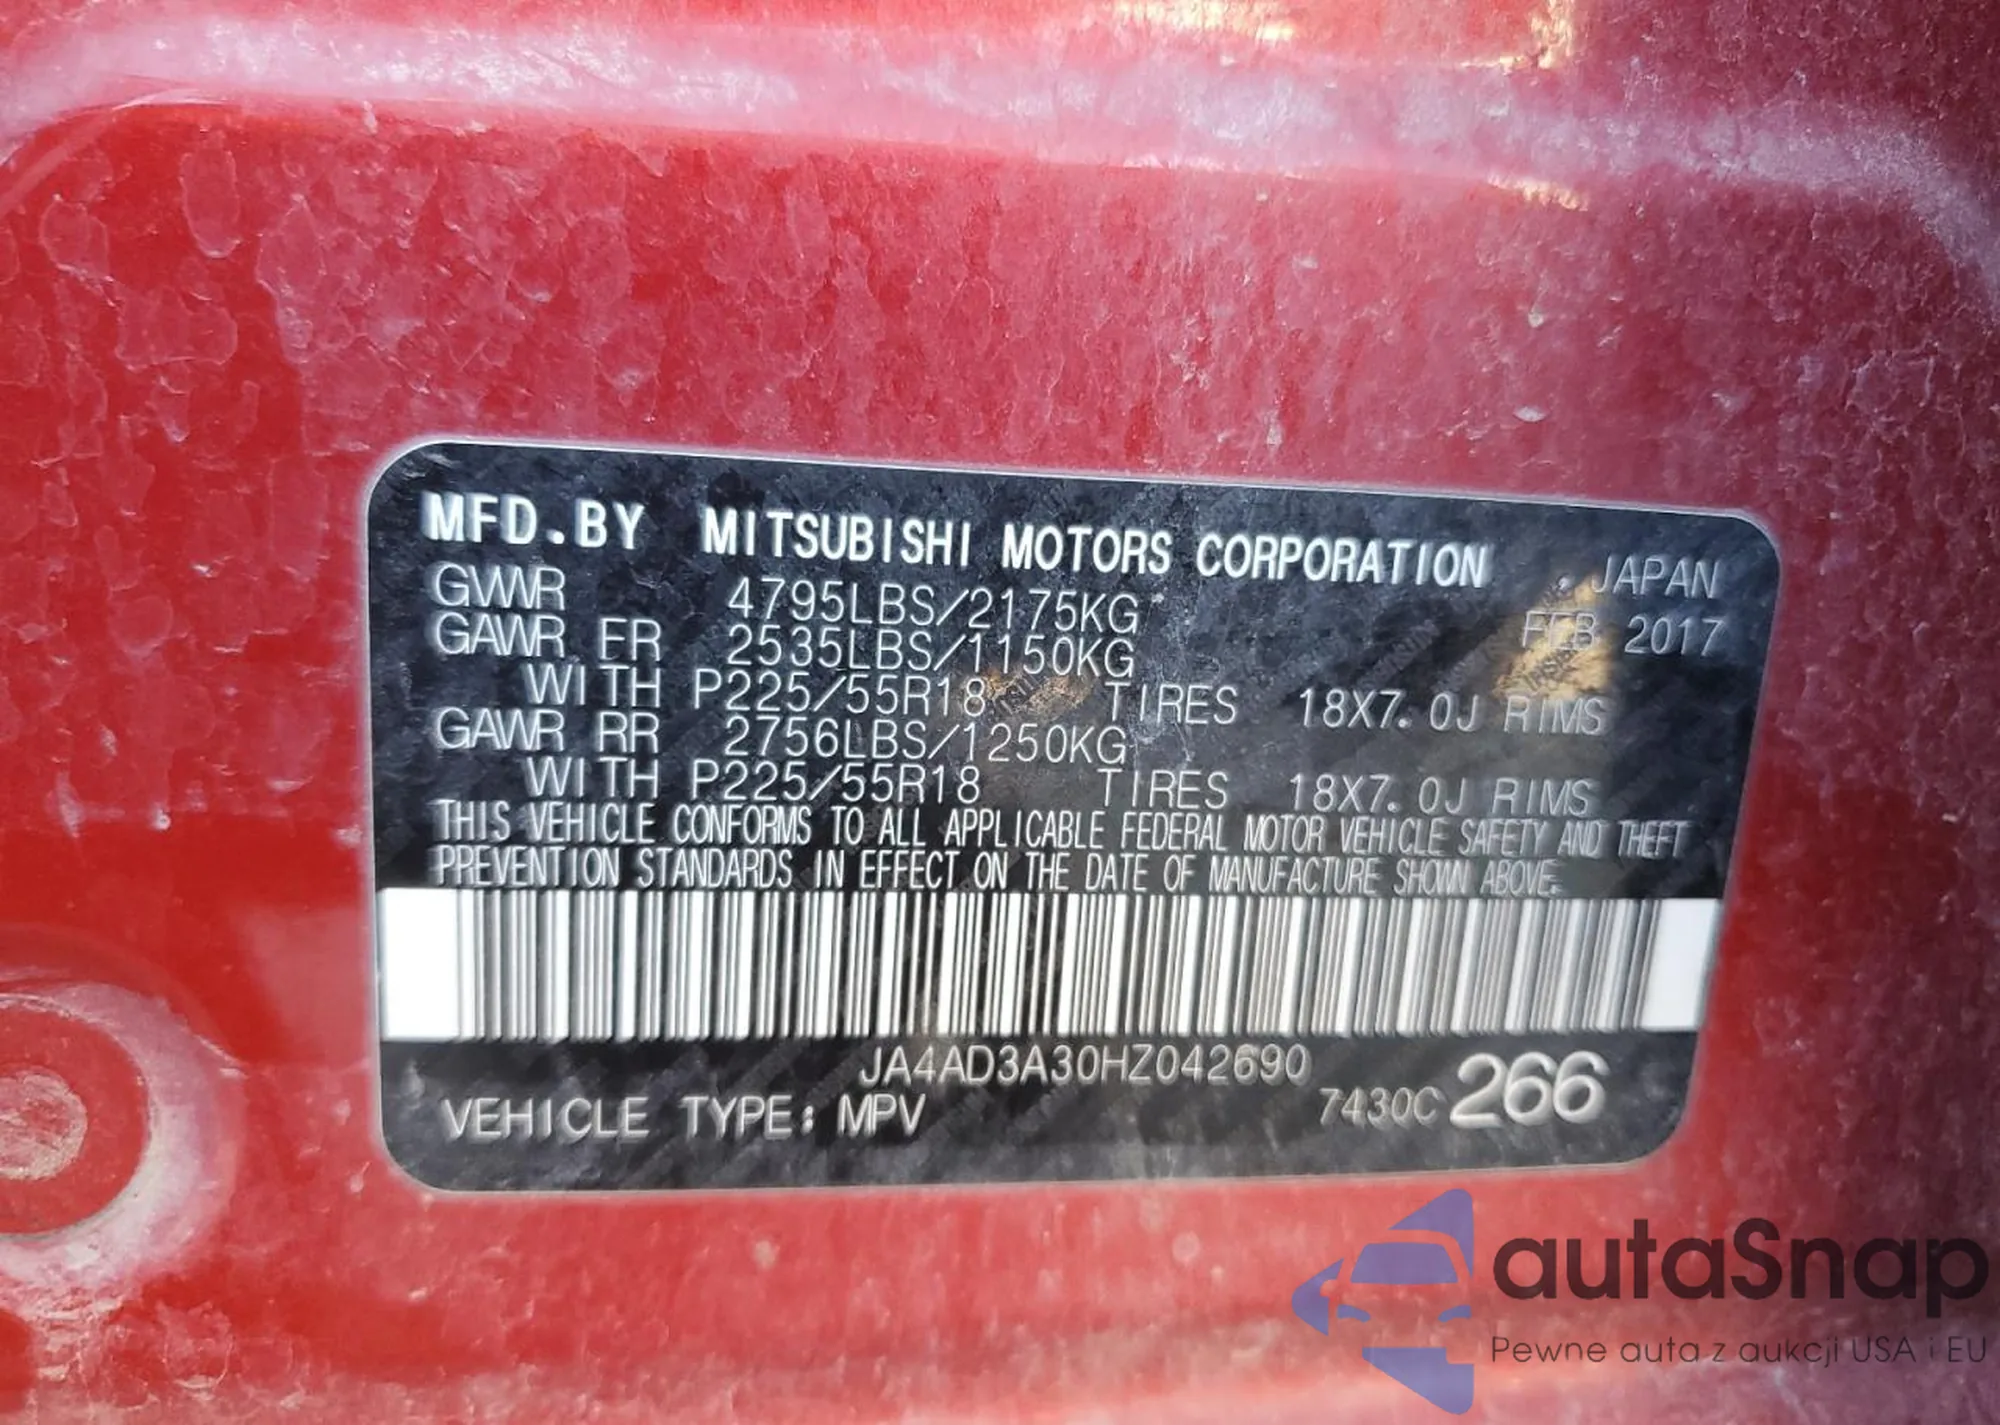 MFD.BY MITSUBISHI MOTORS CORPORATION . JAPAN
GVWR 4795LBS/2175KG FEB 2017
GAWR FR 2535LBS/1150KG
WITH P225/55R18 TIRES 18X7.0J RIMS
GAWR RR 2756LBS/1250KG
WITH P225/55R18 TIRES 18X7.0J RIMS
THIS VEHICLE CONFORMS TO ALL APPLICABLE FEDERAL MOTOR VEHICLE SAFETY AND THEFT
PREVENTION STANDARDS IN EFFECT ON THE DATE OF MANUFACTURE SHOWN ABOVE.
JA4AD3A30HZ042690
VEHICLE TYPE: MPV 7430C 266
autaSnap
Pewne auta z aukcji USA i EU